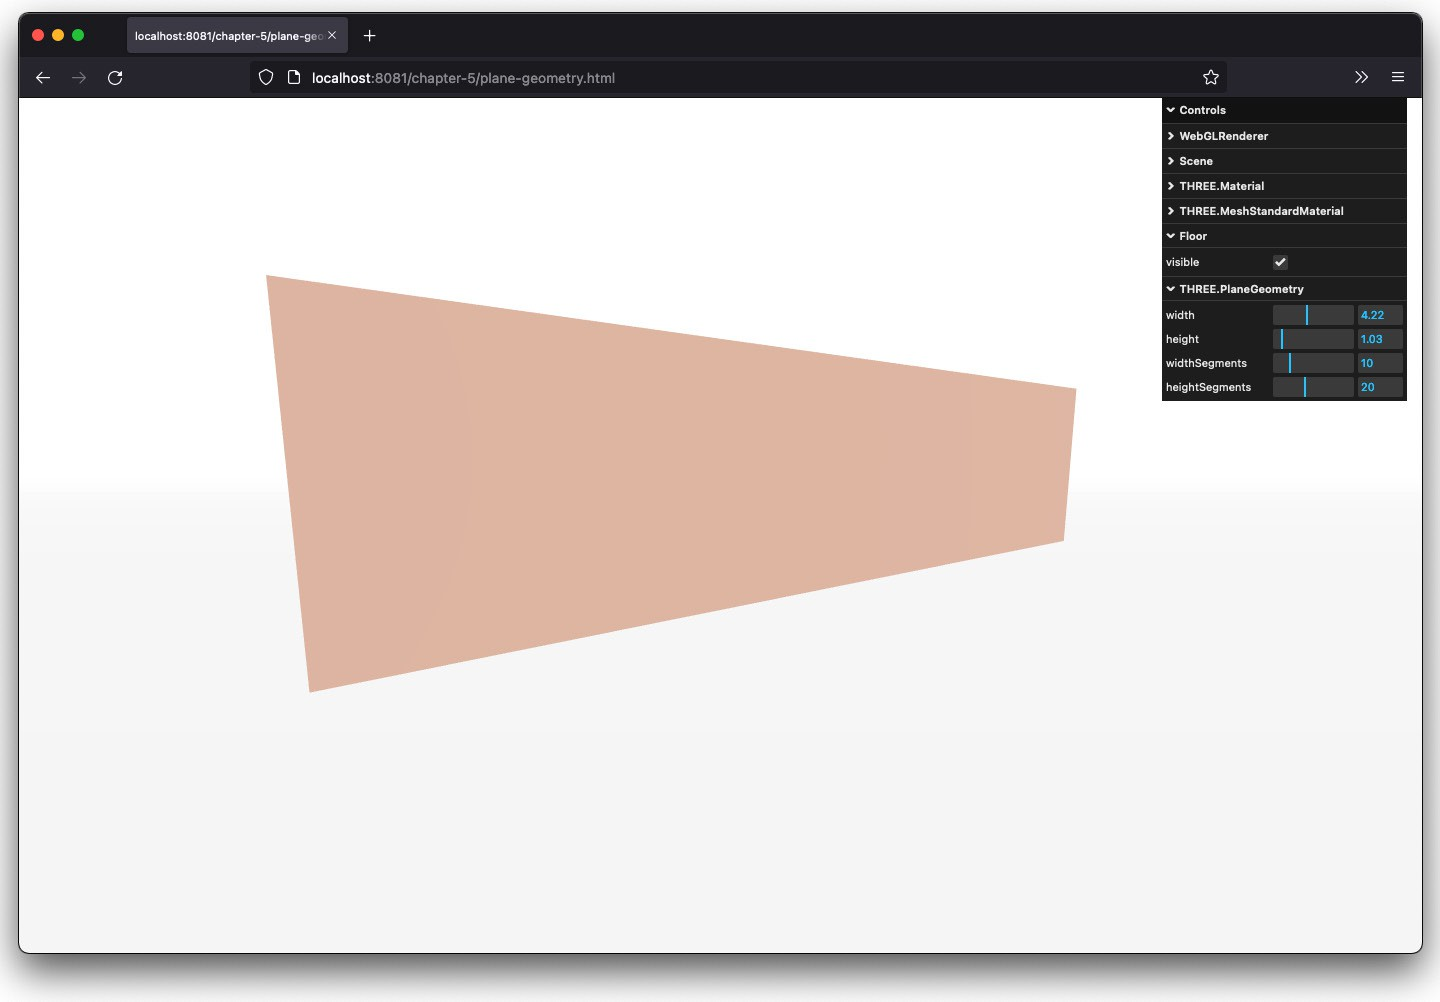 localhost:8081/chapter-5/plane-geo
localhost:8081/chapter-5/plane-geometry.html
Controls
WebGLRenderer
Scene
THREE.Material
THREE.MeshStandardMaterial
Floor
visible
THREE.PlaneGeometry
width 4.22
height 1.03
widthSegments 10
heightSegments 20